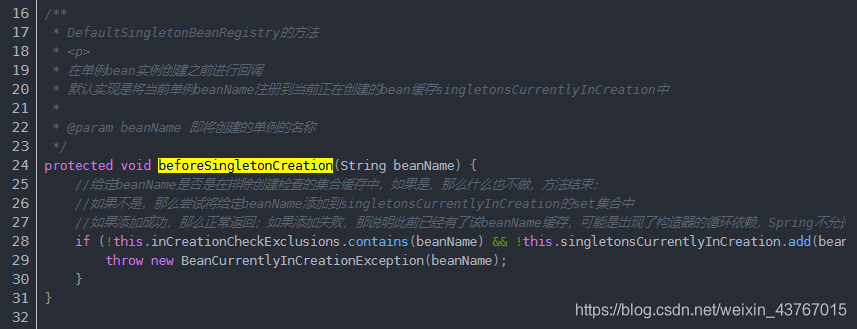 16 /**
17  * DefaultSingletonBeanRegistry的方法
18  * <p>
19  * 在单例bean实例创建之前进行回调
20  * 默认实现是将当前单例beanName注册到当前正在创建的bean缓存singletonsCurrentlyInCreation中
21  *
22  * @param beanName 即将创建的单例的名称
23  */
24 protected void beforeSingletonCreation(String beanName) {
25     //给定beanName是否是在排除创建检查的集合缓存中，如果是，那么什么也不做，方法结束；
26     //如果不是，那么尝试将给定beanName添加到singletonsCurrentlyInCreation的set集合中
27     //如果添加成功，那么正常返回；如果添加失败，那说明此前已经有了该beanName缓存，可能是出现了构造器的循环依赖，Spring不允
28     if (!this.inCreationCheckExclusions.contains(beanName) && !this.singletonsCurrentlyInCreation.add(bean
29         throw new BeanCurrentlyInCreationException(beanName);
30     }
31 }
32
https://blog.csdn.net/weixin_43767015